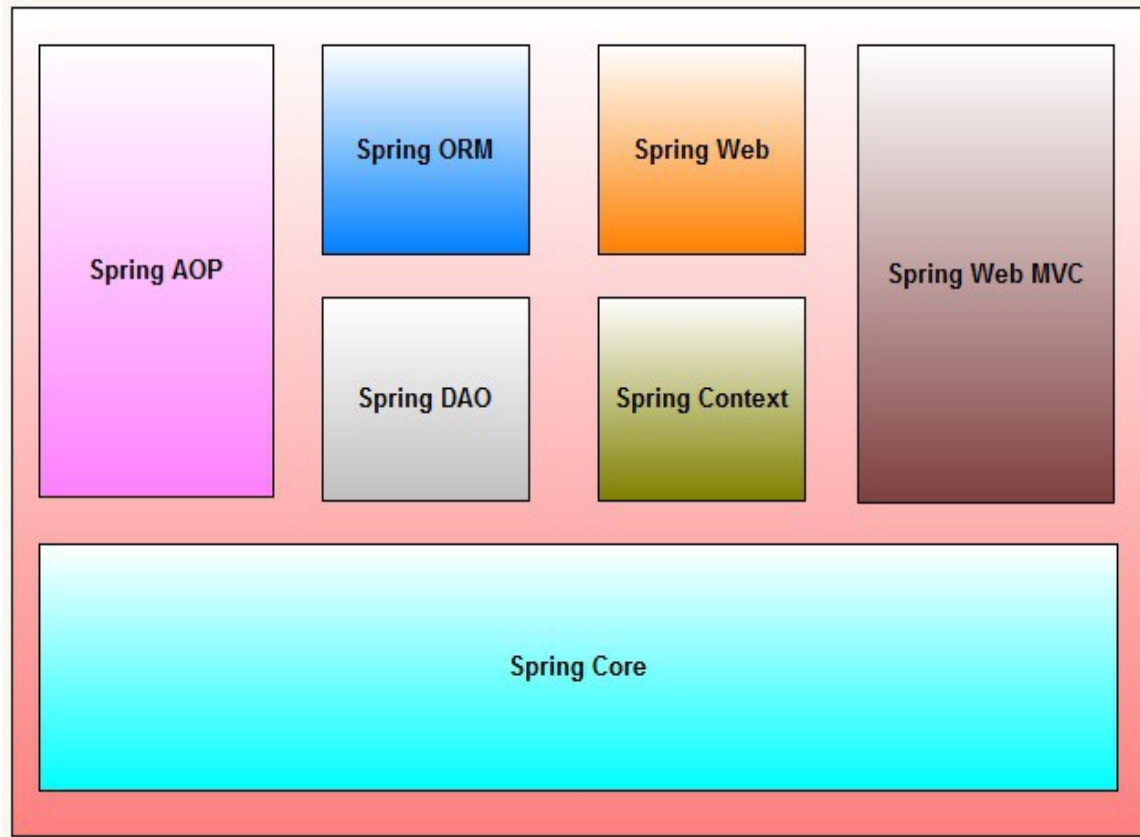 Spring ORM
Spring Web
Spring AOP
Spring Web MVC
Spring DAO
Spring Context
Spring Core